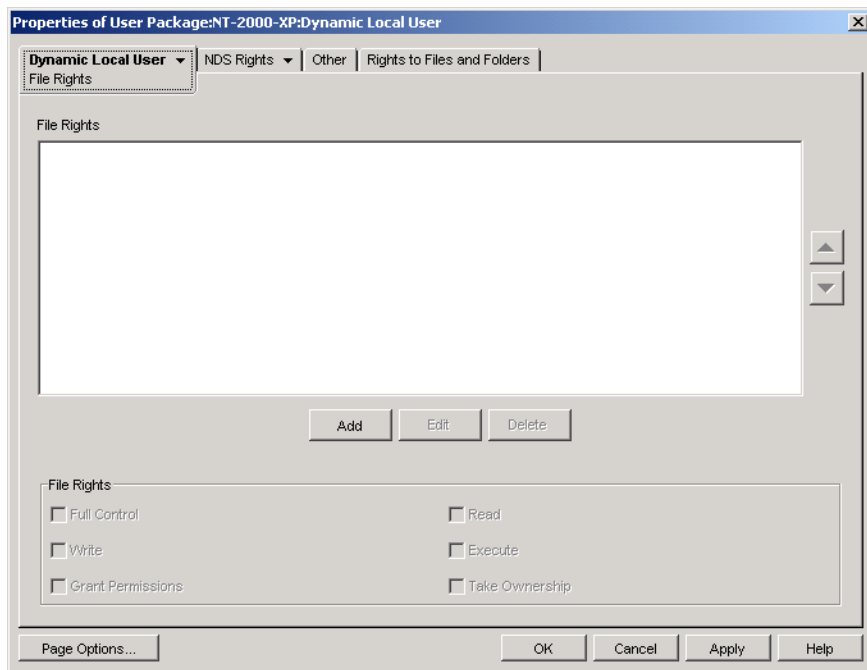 Properties of User Package:NT-2000-XP:Dynamic Local User
Dynamic Local User NDS Rights Other Rights to Files and Folders
File Rights
File Rights
Add Edit Delete
File Rights
Full Control Read
Write Execute
Grant Permissions Take Ownership
Page Options... OK Cancel Apply Help